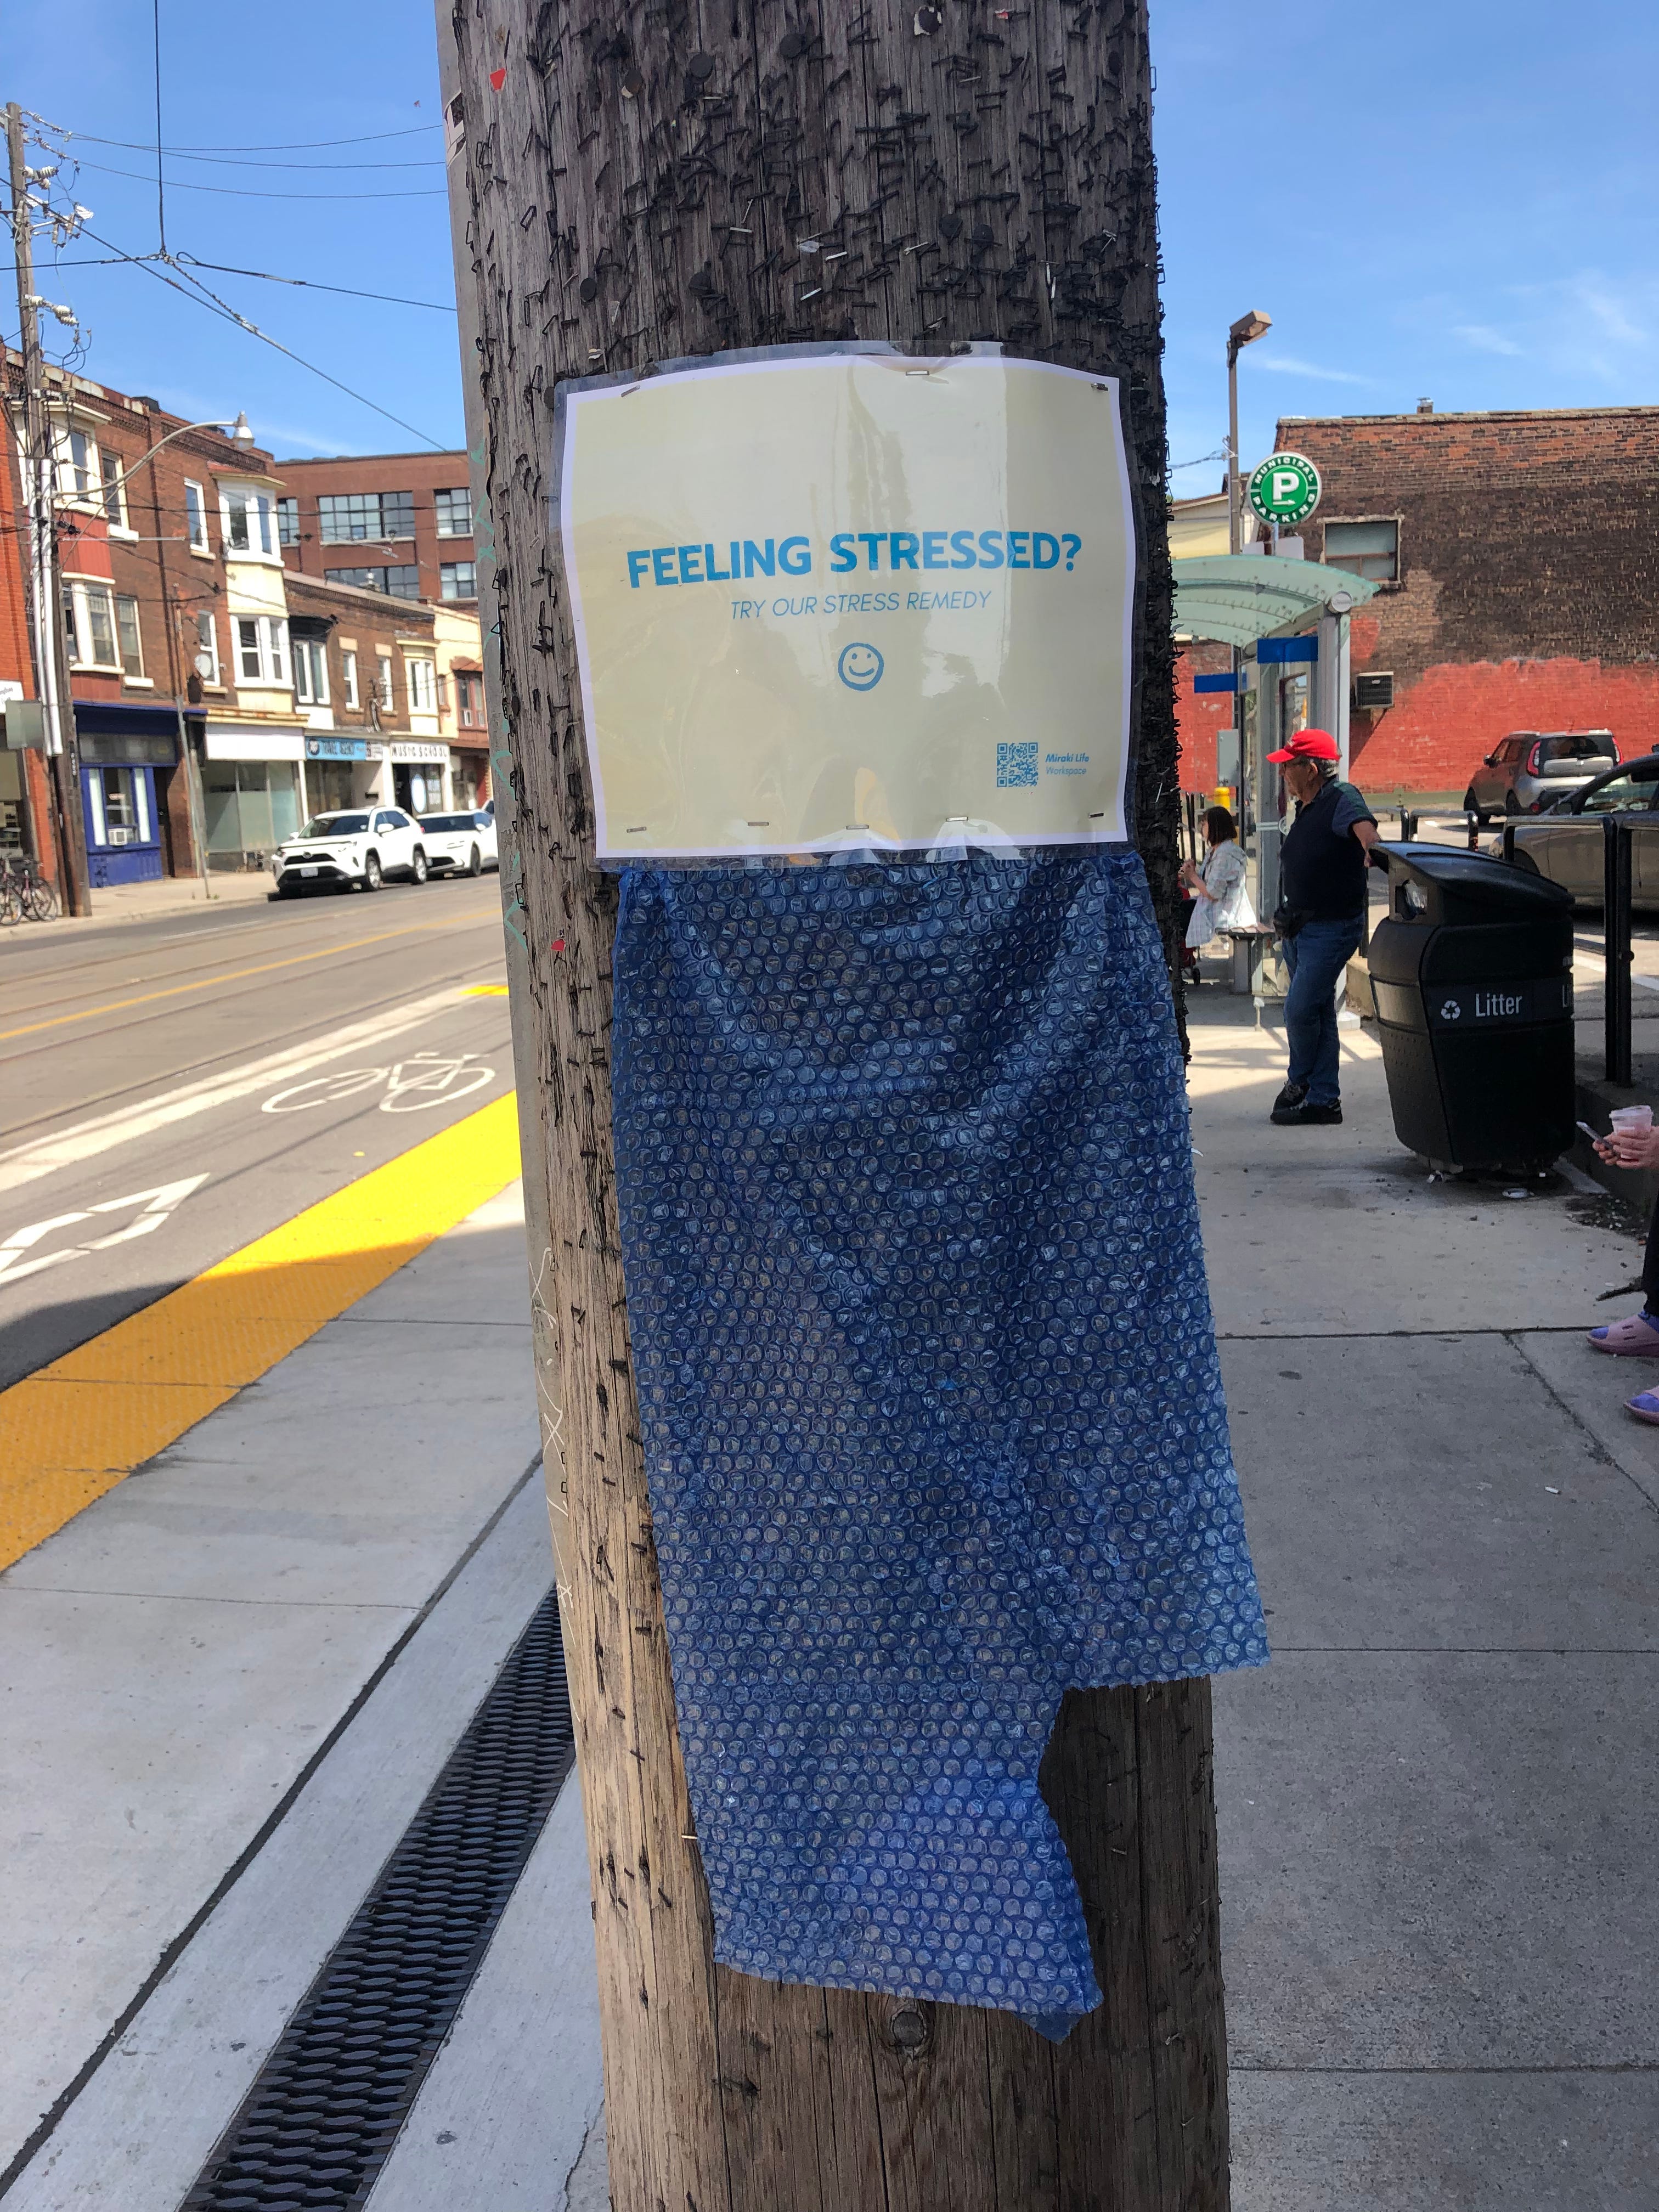 FEELING STRESSED?
TRY OUR STRESS REMEDY
Miraki Life
Workspace
MUNICIPAL
P
PARKING
Litter
MUSIC SCHOOL